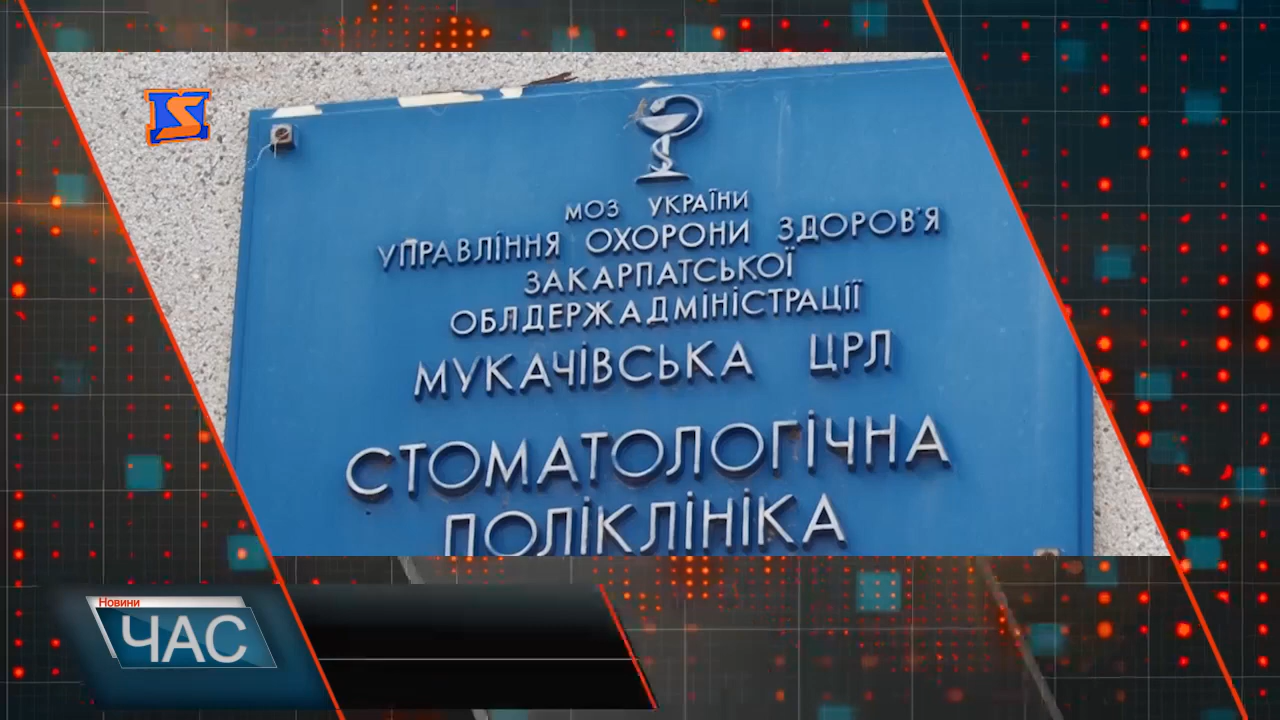 МОЗ УКРАЇНИ
УПРАВЛІННЯ ОХОРОНИ ЗДОРОВ'Я
ЗАКАРПАТСЬКОЇ
ОБЛДЕРЖАДМІНІСТРАЦІЇ
МУКАЧІВСЬКА ЦРЛ
СТОМАТОЛОГІЧНА
ПОЛІКЛІНІКА
Новини
ЧАС